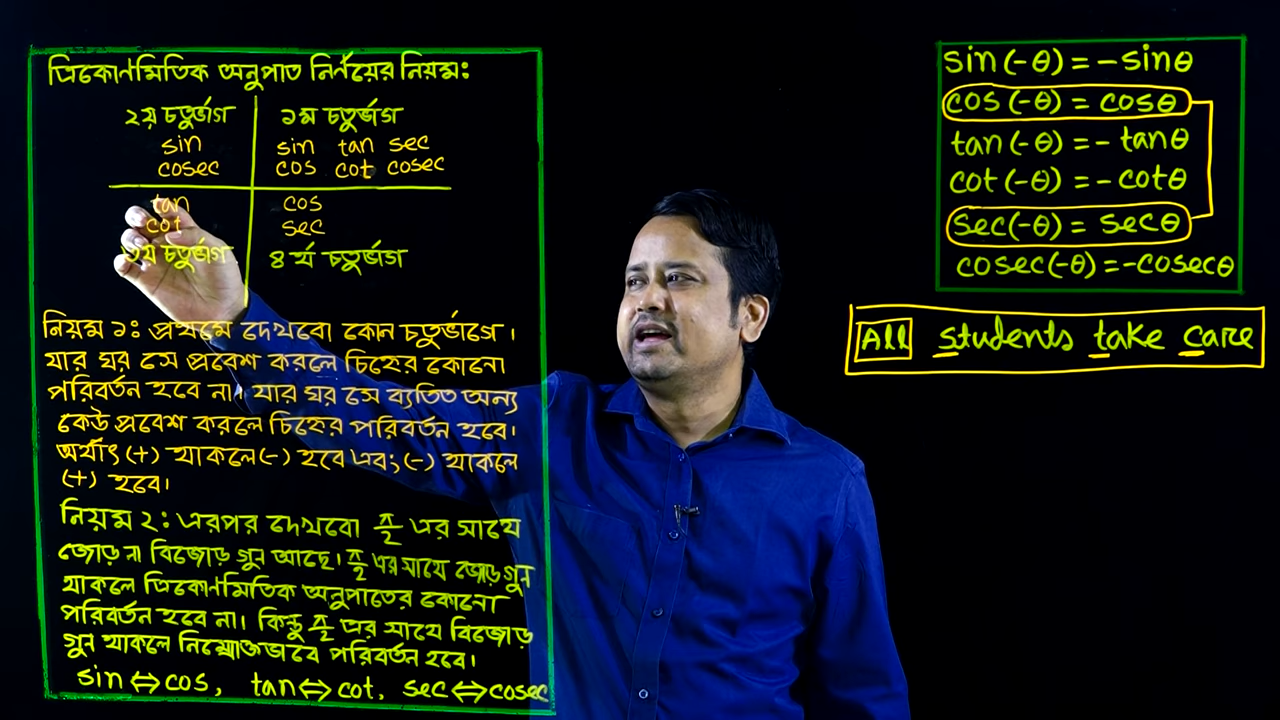 ত্রিকোণমিতিক অনুপাত নির্ণয়ের নিয়মঃ
২য় চতুর্ভাগ ১ম চতুর্ভাগ
sin sin tan sec
cosec cos cot cosec
tan cos
cot sec
৩য় চতুর্ভাগ ৪র্থ চতুর্ভাগ
নিয়ম ১ঃ প্রথমে দেখবো কোন চতুর্ভাগে।
যার ঘর সে প্রবেশ করলে চিহ্নের কোনো
পরিবর্তন হবে না। যার ঘর সে ব্যতিত অন্য
কেউ প্রবেশ করলে চিহ্নের পরিবর্তন হবে।
অর্থাৎ (+) থাকলে (-) হবে এবং (-) থাকলে
(+) হবে।
নিয়ম ২ঃ এরপর দেখবো π/2 এর সাথে
জোড় না বিজোড় গুন আছে। π/2 এর সাথে জোড় গুন
থাকলে ত্রিকোণমিতিক অনুপাতের কোনো
পরিবর্তন হবে না। কিন্তু π/2 এর সাথে বিজোড়
গুন থাকলে নিম্মোক্তভাবে পরিবর্তন হবে।
sin⇔cos, tan⇔cot, sec⇔cosec
sin(-θ) = -sinθ
cos(-θ) = cosθ
tan(-θ) = -tanθ
cot(-θ) = -cotθ
sec(-θ) = secθ
cosec(-θ) = -cosecθ
All students take care